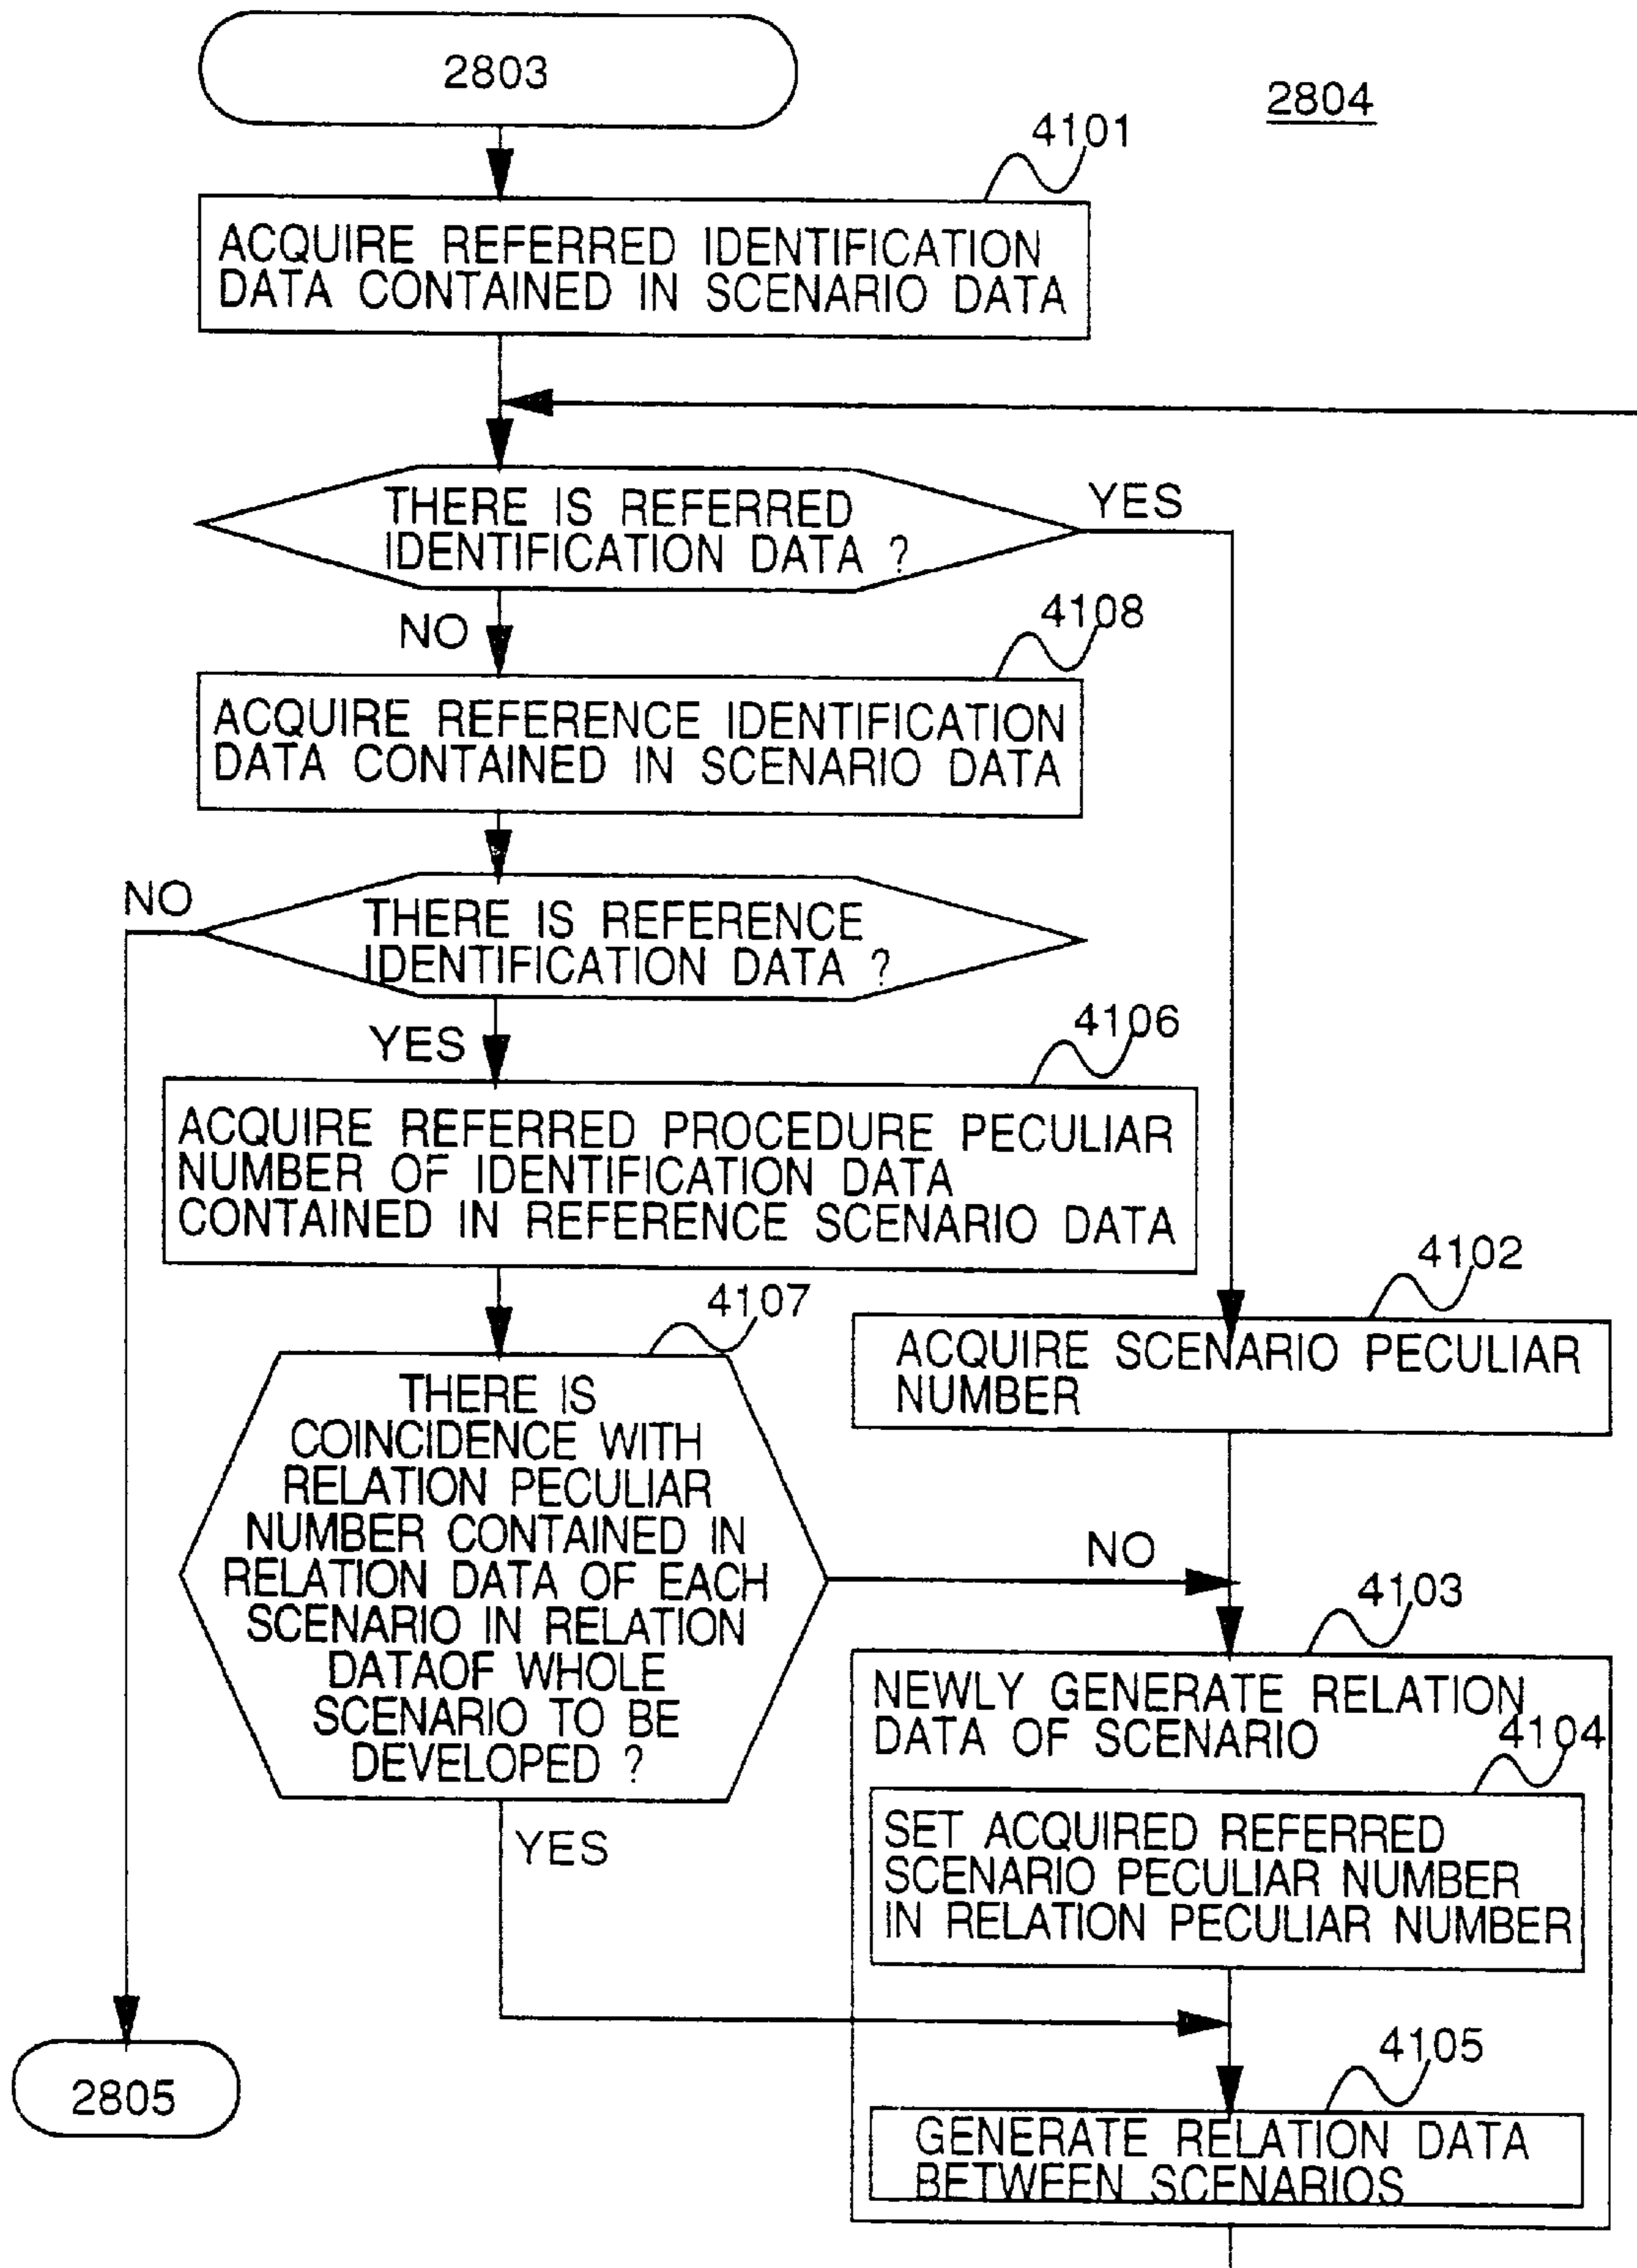 2803
2804
4101
ACQUIRE REFERRED IDENTIFICATION
DATA CONTAINED IN SCENARIO DATA
THERE IS REFERRED
IDENTIFICATION DATA ?
YES
NO
4108
ACQUIRE REFERENCE IDENTIFICATION
DATA CONTAINED IN SCENARIO DATA
NO
THERE IS REFERENCE
IDENTIFICATION DATA ?
YES
4106
ACQUIRE REFERRED PROCEDURE PECULIAR
NUMBER OF IDENTIFICATION DATA
CONTAINED IN REFERENCE SCENARIO DATA
4102
ACQUIRE SCENARIO PECULIAR
NUMBER
4107
THERE IS
COINCIDENCE WITH
RELATION PECULIAR
NUMBER CONTAINED IN
RELATION DATA OF EACH
SCENARIO IN RELATION
DATAOF WHOLE
SCENARIO TO BE
DEVELOPED ?
NO
YES
4103
NEWLY GENERATE RELATION
DATA OF SCENARIO
4104
SET ACQUIRED REFERRED
SCENARIO PECULIAR NUMBER
IN RELATION PECULIAR NUMBER
4105
GENERATE RELATION DATA
BETWEEN SCENARIOS
2805